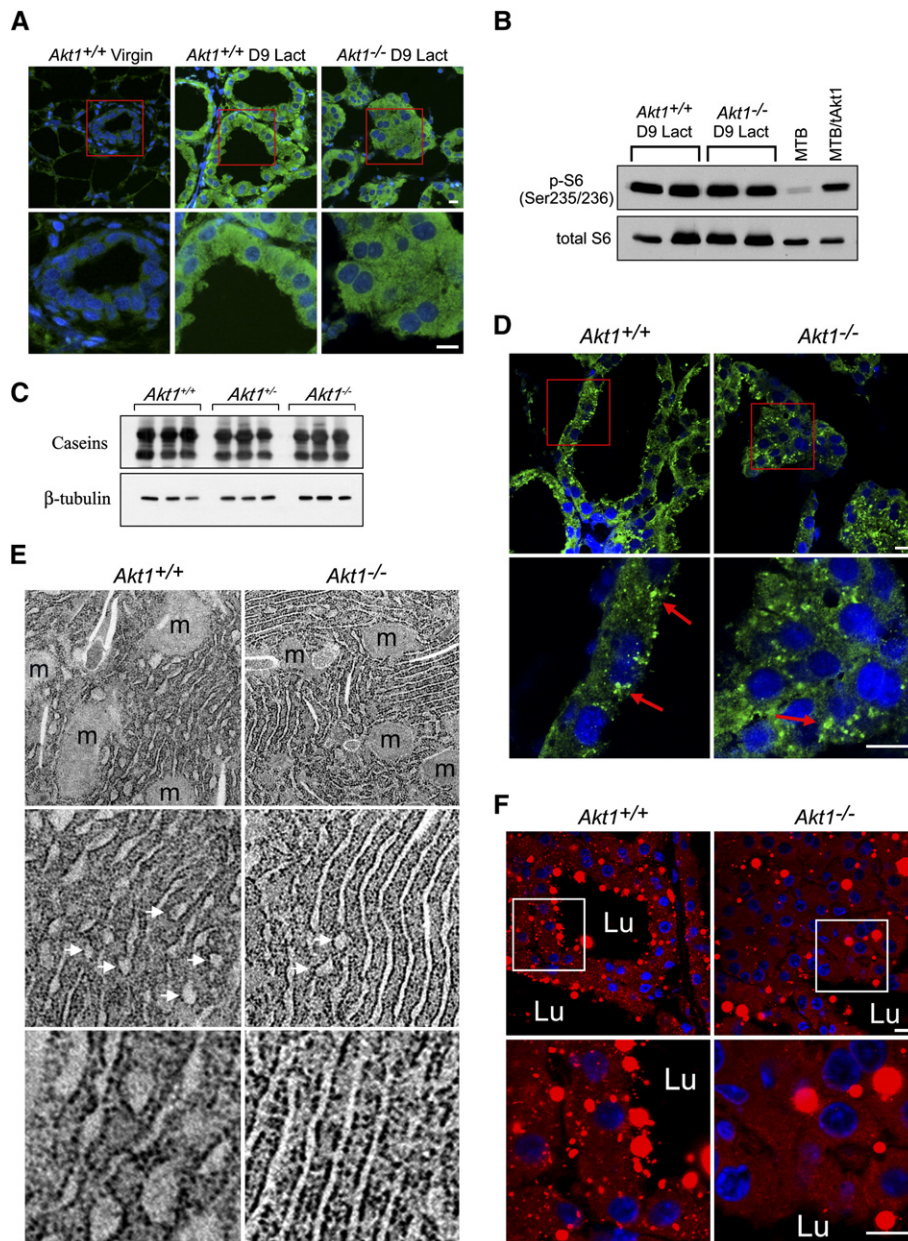 A
Akt1+/+ Virgin
Akt1+/+ D9 Lact
Akt1-/- D9 Lact
B
Akt1+/+
D9 Lact
Akt1-/-
D9 Lact
MTB
MTB/tAkt1
p-S6
(Ser235/236)
total S6
C
Akt1+/+
Akt1+/-
Akt1-/-
Caseins
β-tubulin
D
Akt1+/+
Akt1-/-
E
Akt1+/+
Akt1-/-
m
m
m
m
m
m
m
m
F
Akt1+/+
Akt1-/-
Lu
Lu
Lu
Lu
Lu